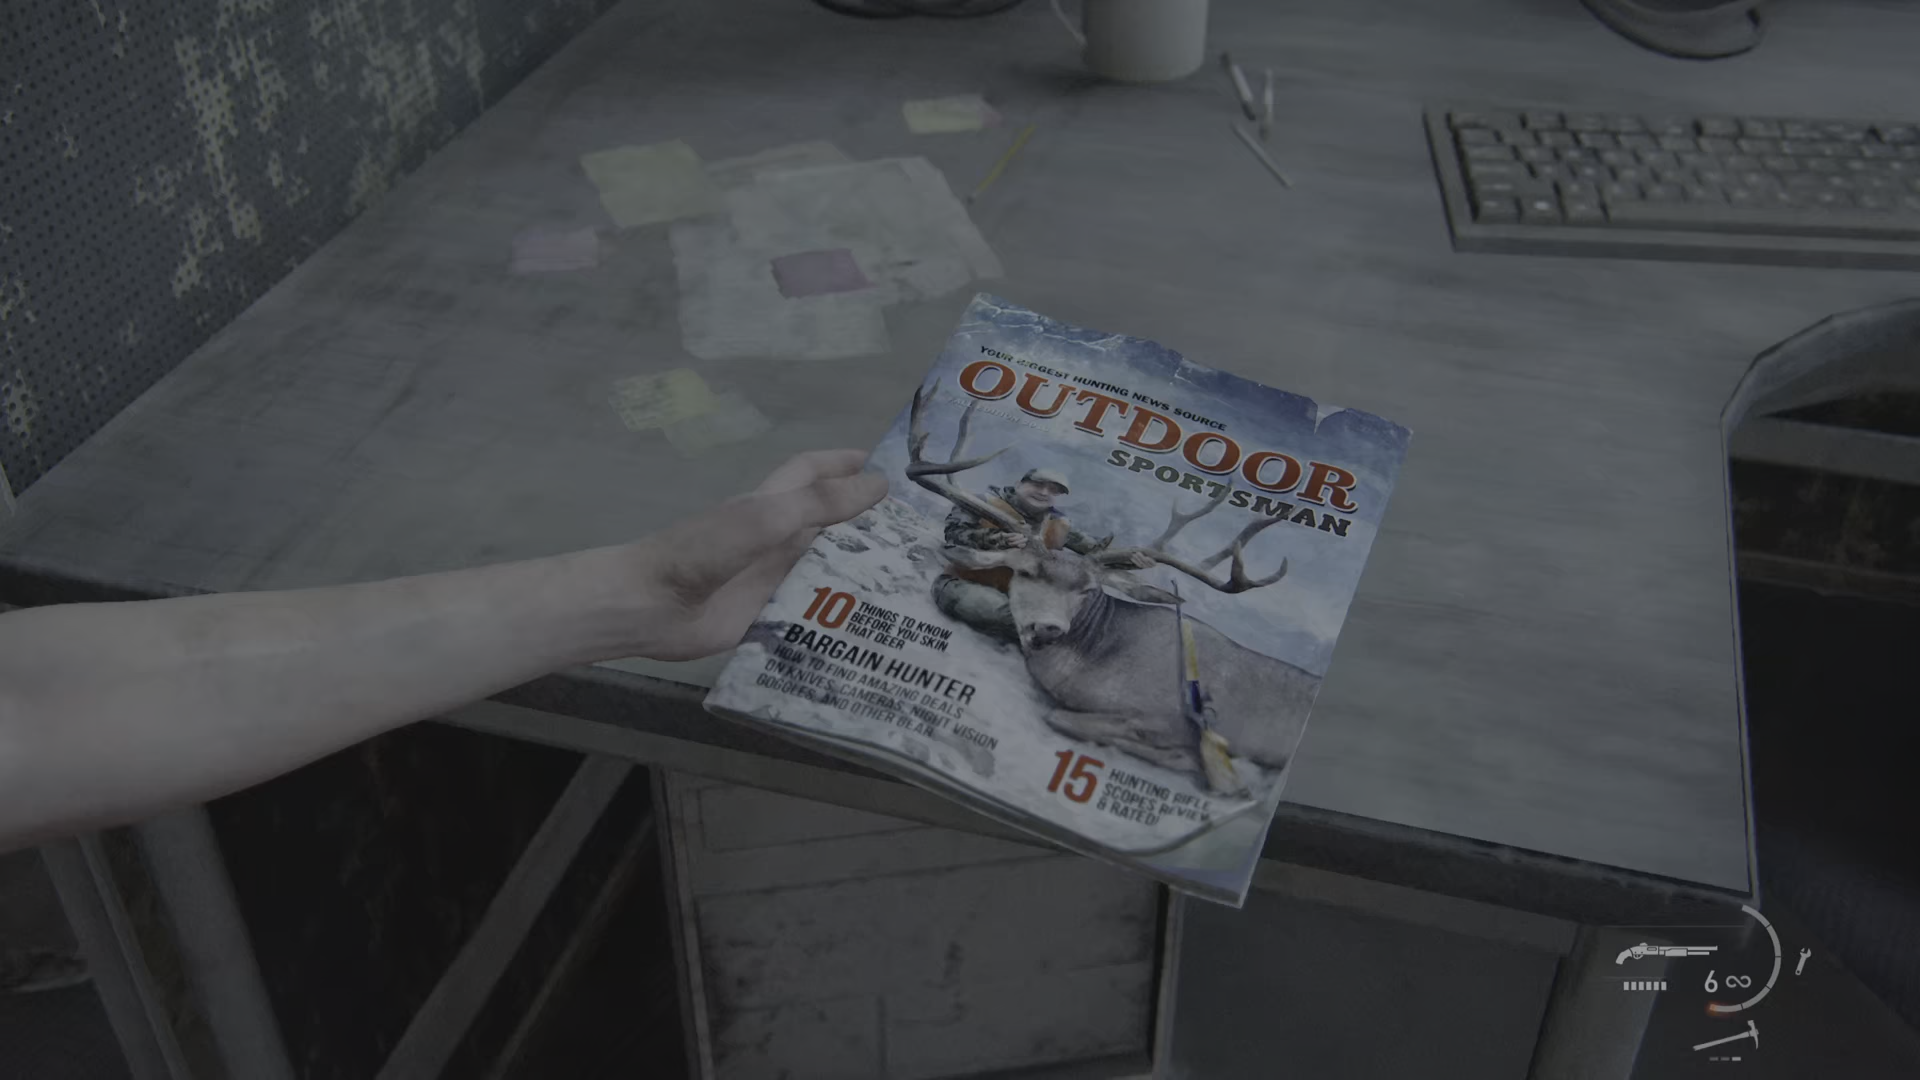 YOUR BIGGEST HUNTING NEWS SOURCE
OUTDOOR
SPORTSMAN
10 THINGS TO KNOW
BEFORE YOU SKIN
THAT DEER
BARGAIN HUNTER
HOW TO FIND AMAZING DEALS
ON KNIVES, CAMERAS, NIGHT VISION
GOGGLES, AND OTHER GEAR
15 HUNTING RIFLE
SCOPES REVIEW
& RATED!
6 ∞